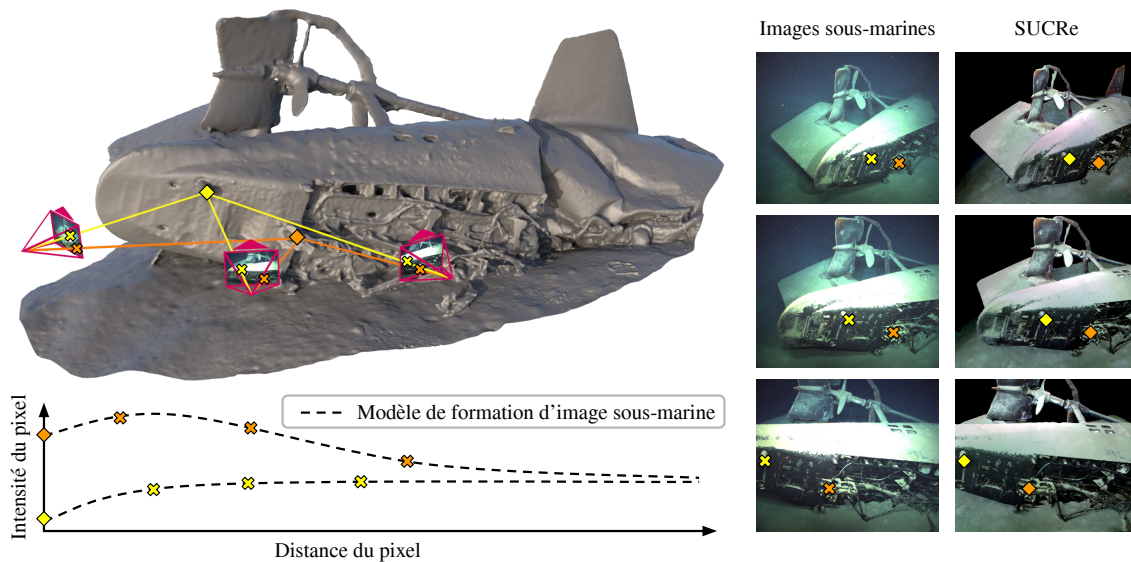 Images sous-marines
SUCRe
Modèle de formation d'image sous-marine
Intensité du pixel
Distance du pixel